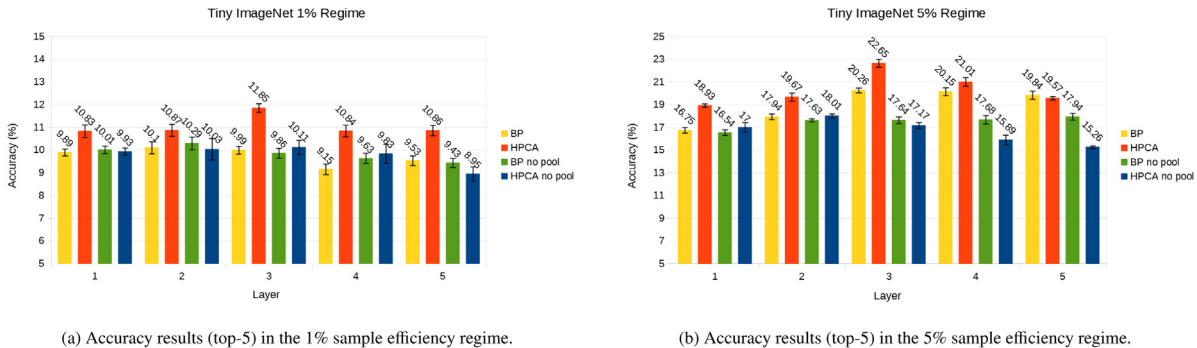 Tiny ImageNet 1% Regime
15
14
13
12
11
10
9
8
7
6
5
Accuracy (%)
9.89 10.83 10.01 9.93
10.1 10.87 10.29 10.03
9.99 11.85 9.86 10.11
9.15 10.84 9.63 9.83
9.53 10.86 9.43 8.95
1 2 3 4 5
Layer
BP
HPCA
BP no pool
HPCA no pool
(a) Accuracy results (top-5) in the 1% sample efficiency regime.
Tiny ImageNet 5% Regime
25
23
21
19
17
15
13
11
9
7
5
Accuracy (%)
16.75 18.93 16.54 17
17.94 19.67 17.63 18.01
20.26 22.65 17.64 17.17
20.15 21.01 17.68 15.89
19.84 19.57 17.94 15.26
1 2 3 4 5
Layer
BP
HPCA
BP no pool
HPCA no pool
(b) Accuracy results (top-5) in the 5% sample efficiency regime.